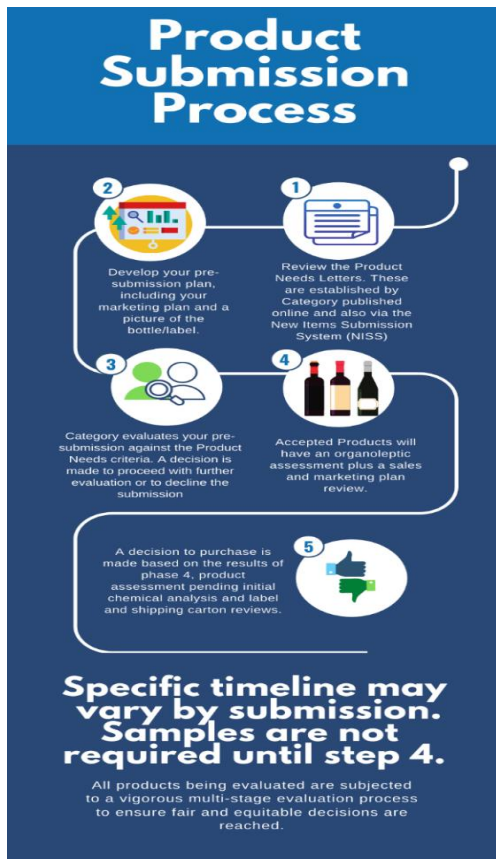 Product
Submission
Process
1
Review the Product
Needs Letters. These
are established by
Category published
online and also via the
New Items Submission
System (NISS)
2
Develop your pre-
submission plan,
including your
marketing plan and a
picture of the
bottle/label.
3
Category evaluates your pre-
submission against the Product
Needs criteria. A decision is
made to proceed with further
evaluation or to decline the
submission
4
Accepted Products will
have an organoleptic
assessment plus a sales
and marketing plan
review.
5
A decision to purchase is
made based on the results of
phase 4, product
assessment pending initial
chemical analysis and label
and shipping carton reviews.
Specific timeline may
vary by submission.
Samples are not
required until step 4.
All products being evaluated are subjected
to a vigorous multi-stage evaluation process
to ensure fair and equitable decisions are
reached.